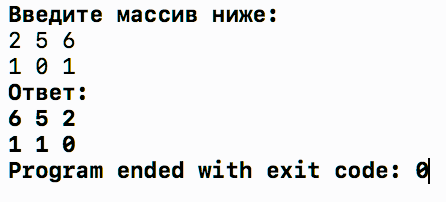 Введите массив ниже:
2 5 6
1 0 1
Ответ:
6 5 2
1 1 0
Program ended with exit code: 0